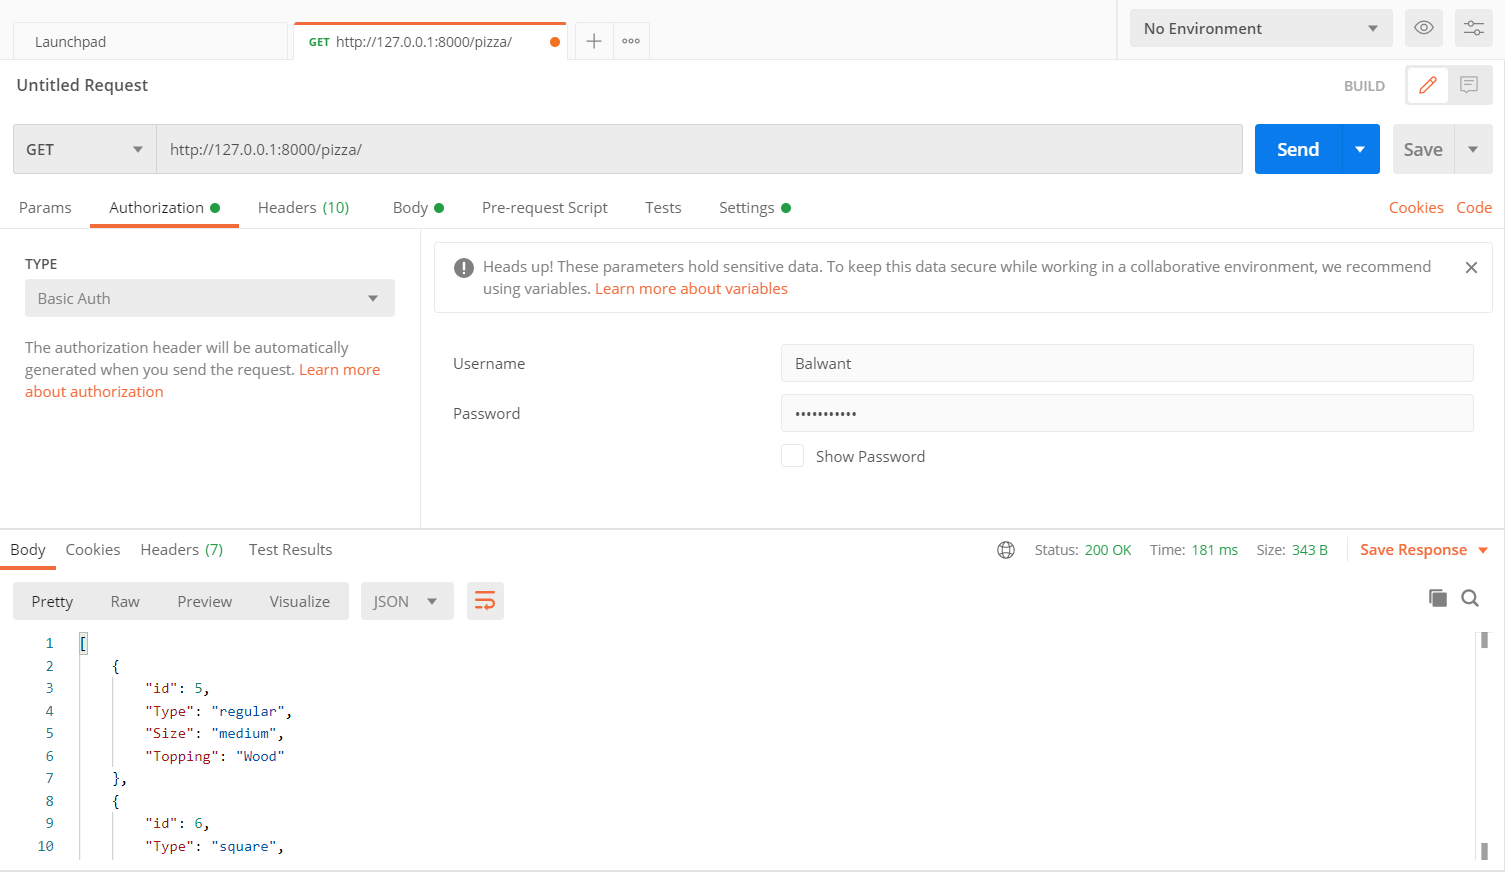 Launchpad
GET http://127.0.0.1:8000/pizza/
No Environment
Untitled Request
BUILD
GET
http://127.0.0.1:8000/pizza/
Send
Save
Params
Authorization
Headers (10)
Body
Pre-request Script
Tests
Settings
Cookies
Code
TYPE
Basic Auth
The authorization header will be automatically
generated when you send the request. Learn more
about authorization
Heads up! These parameters hold sensitive data. To keep this data secure while working in a collaborative environment, we recommend
using variables. Learn more about variables
Username
Balwant
Password
•••••••••••
Show Password
Body
Cookies
Headers (7)
Test Results
Status: 200 OK
Time: 181 ms
Size: 343 B
Save Response
Pretty
Raw
Preview
Visualize
JSON
1 [
2 {
3 "id": 5,
4 "Type": "regular",
5 "Size": "medium",
6 "Topping": "Wood"
7 },
8 {
9 "id": 6,
10 "Type": "square",